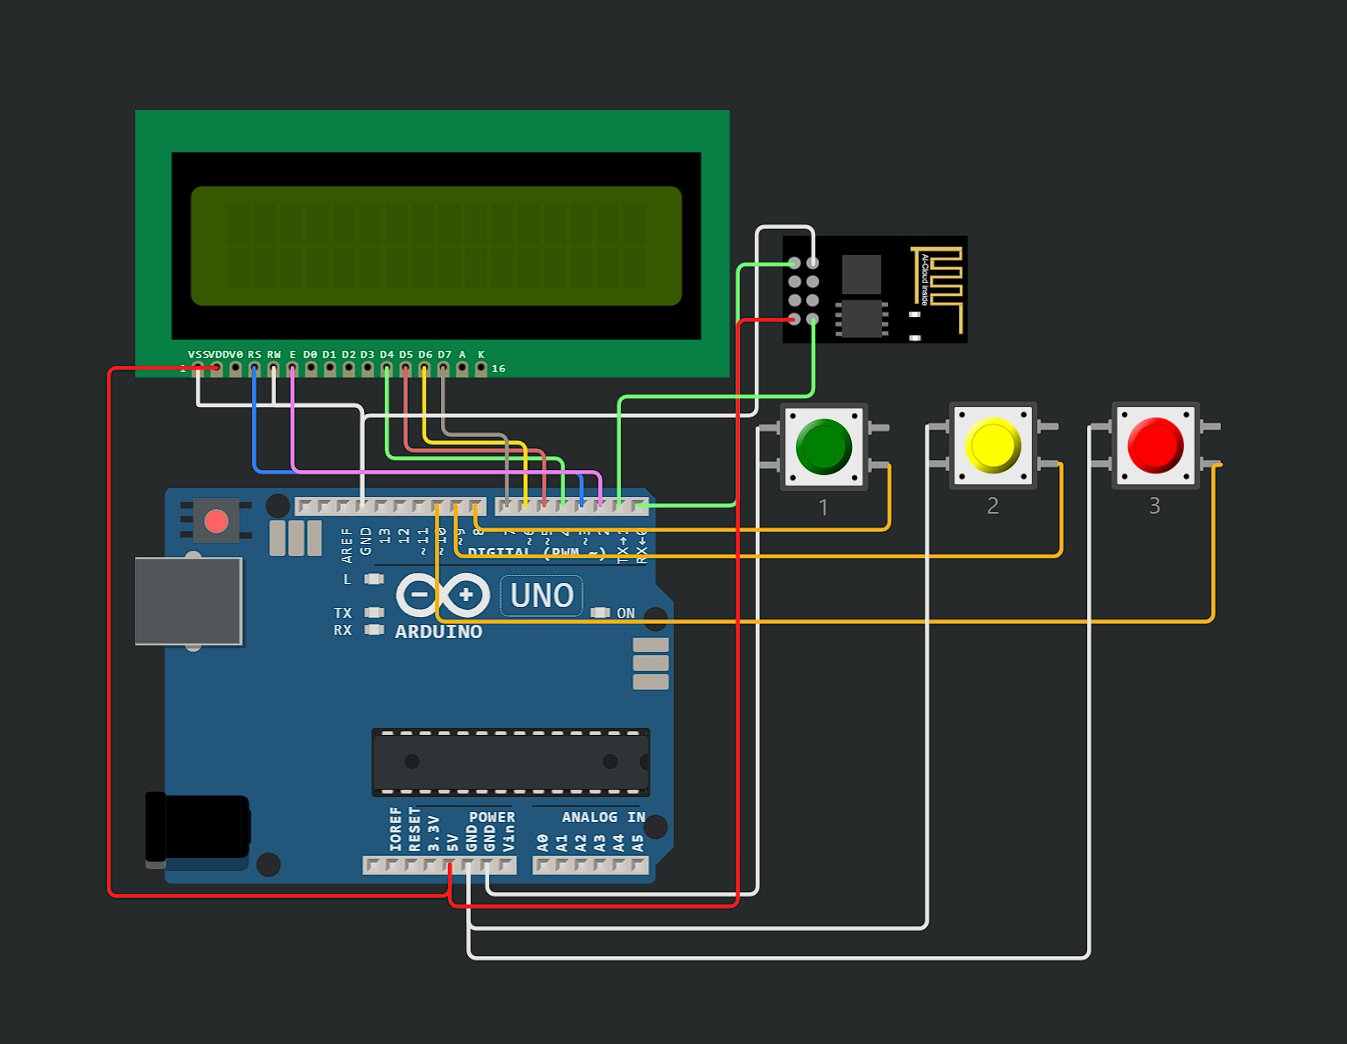 VSS VDD V0 RS RW E D0 D1 D2 D3 D4 D5 D6 D7 A K
1 16
Ai-Cloud inside
1
2
3
AREF GND 13 12 ~11 ~10 ~9 8 7 ~6 ~5 4 ~3 2 TX→1 RX←0
DIGITAL (PWM ~)
L
UNO
TX
ON
RX
ARDUINO
POWER
ANALOG IN
IOREF RESET 3.3V 5V GND GND Vin A0 A1 A2 A3 A4 A5